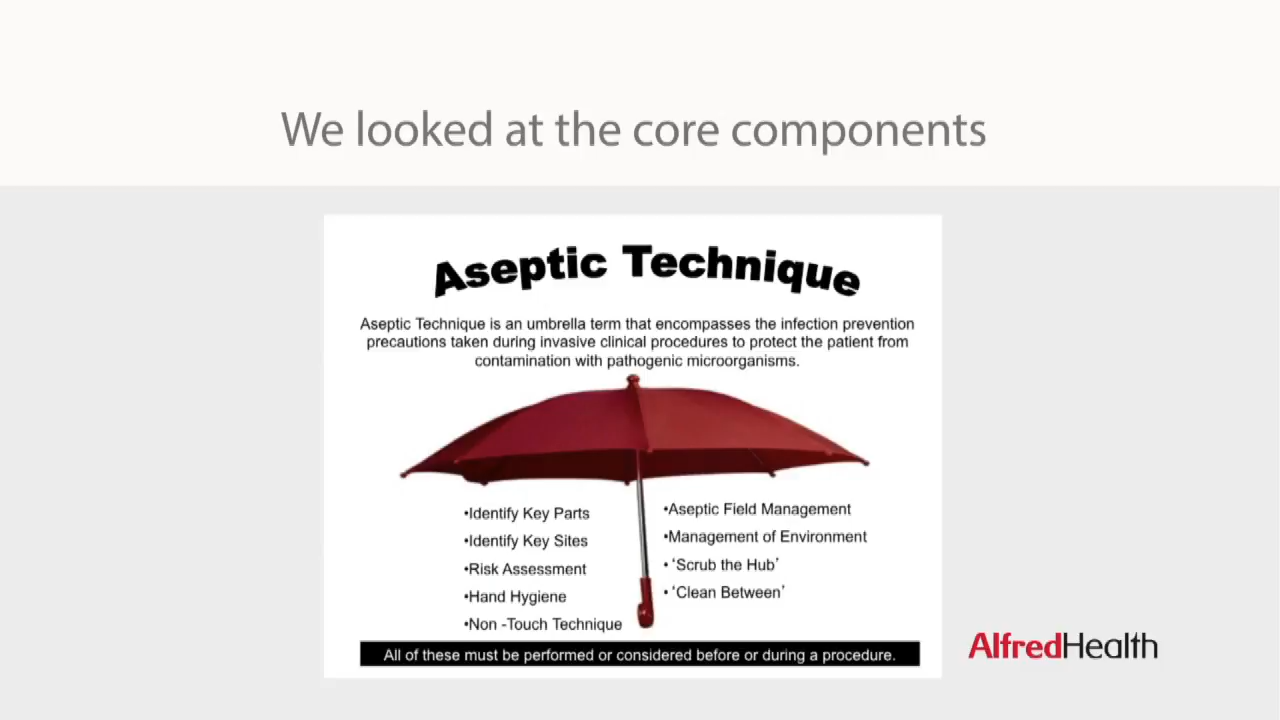 We looked at the core components
Aseptic Technique
Aseptic Technique is an umbrella term that encompasses the infection prevention
precautions taken during invasive clinical procedures to protect the patient from
contamination with pathogenic microorganisms.
•Identify Key Parts
•Identify Key Sites
•Risk Assessment
•Hand Hygiene
•Non -Touch Technique
•Aseptic Field Management
•Management of Environment
• ‘Scrub the Hub’
• ‘Clean Between’
All of these must be performed or considered before or during a procedure.
AlfredHealth